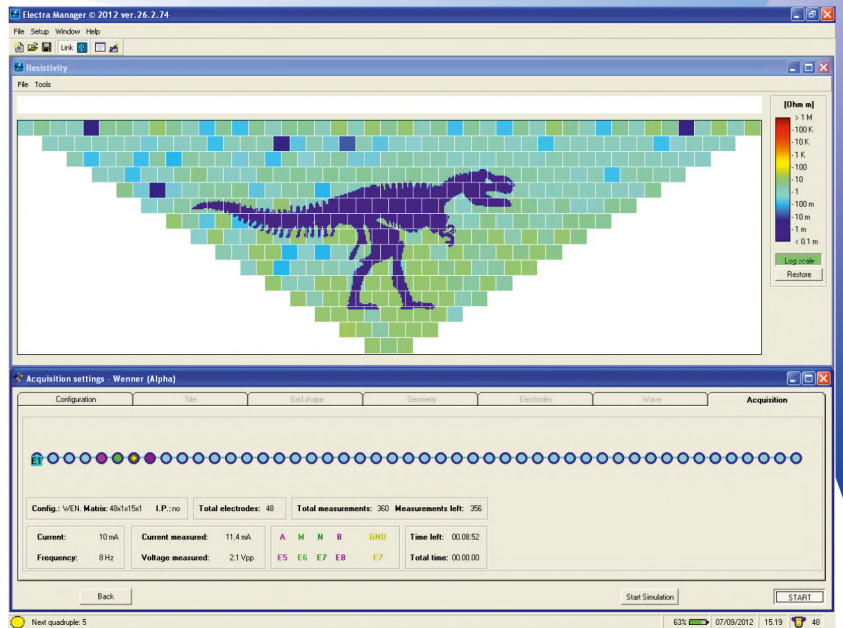 Electra Manager © 2012 ver.26.2.74
File Setup Window Help
Link
Resistivity
File Tools
[Ohm m]
> 1 M
100 K
10 K
1 K
100
10
1
100 m
10 m
1 m
< 0.1 m
Log scale
Restore
Acquisition settings - Wenner (Alpha)
Configuration Site Grid shape Geometry Electrodes Wave Acquisition
E1
Config.: WEN. Matrix: 48x1x15x1 I.P.: no Total electrodes: 48 Total measurements: 360 Measurements left: 356
Current: 10 mA Current measured: 11.4 mA A M N B GND Time left: 00.08.52
Frequency: 8 Hz Voltage measured: 2.1 Vpp E5 E6 E7 E8 E7 Total time: 00.00.00
Back Start Simulation START
Next quadruple: 5 63% 07/09/2012 15.19 48